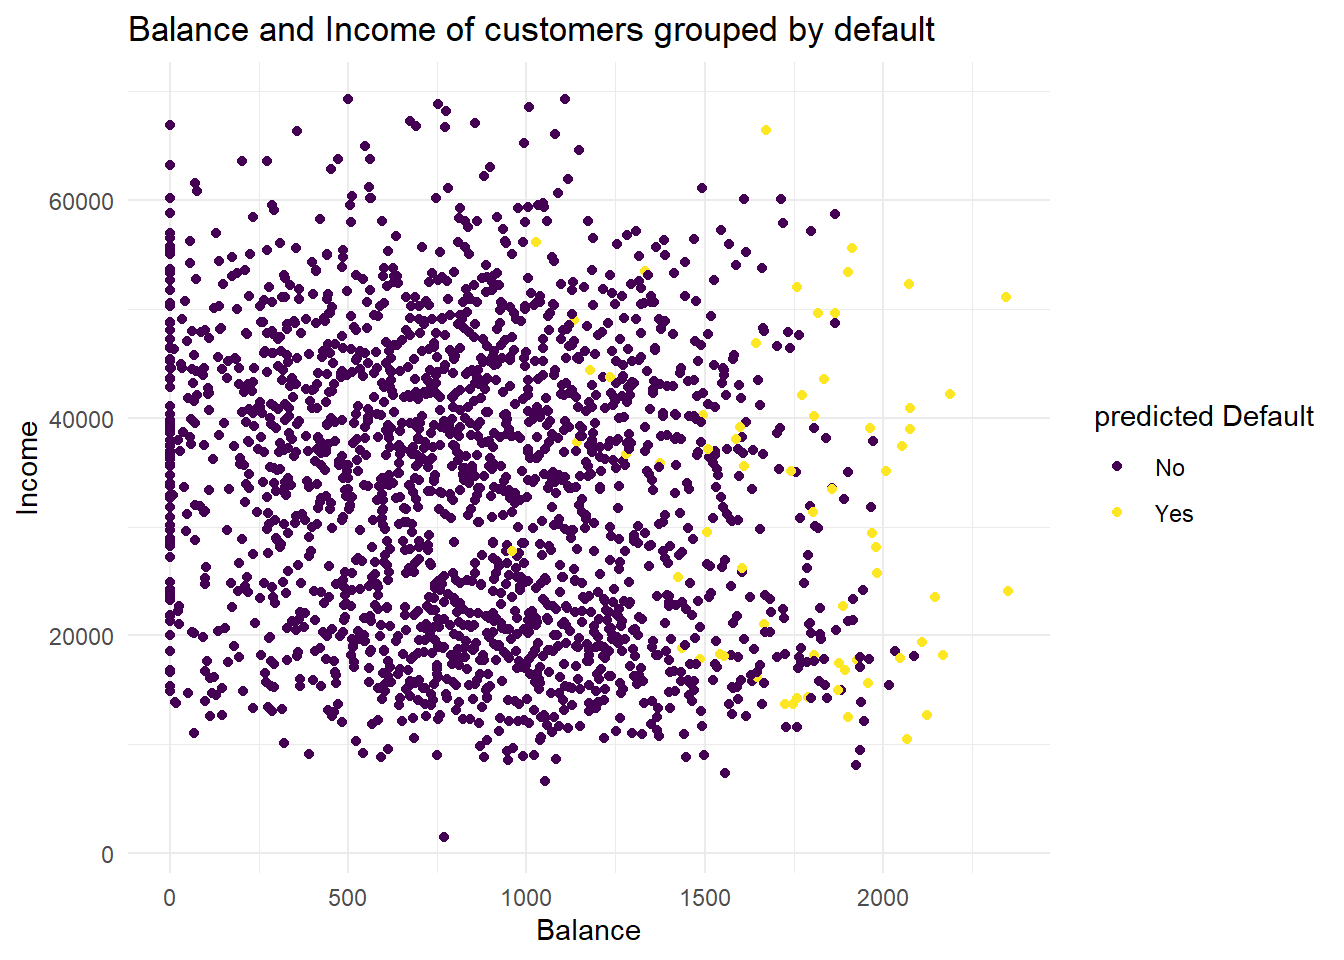 Balance and Income of customers grouped by default
60000
40000
20000
0
Income
0 500 1000 1500 2000
Balance
predicted Default
No
Yes